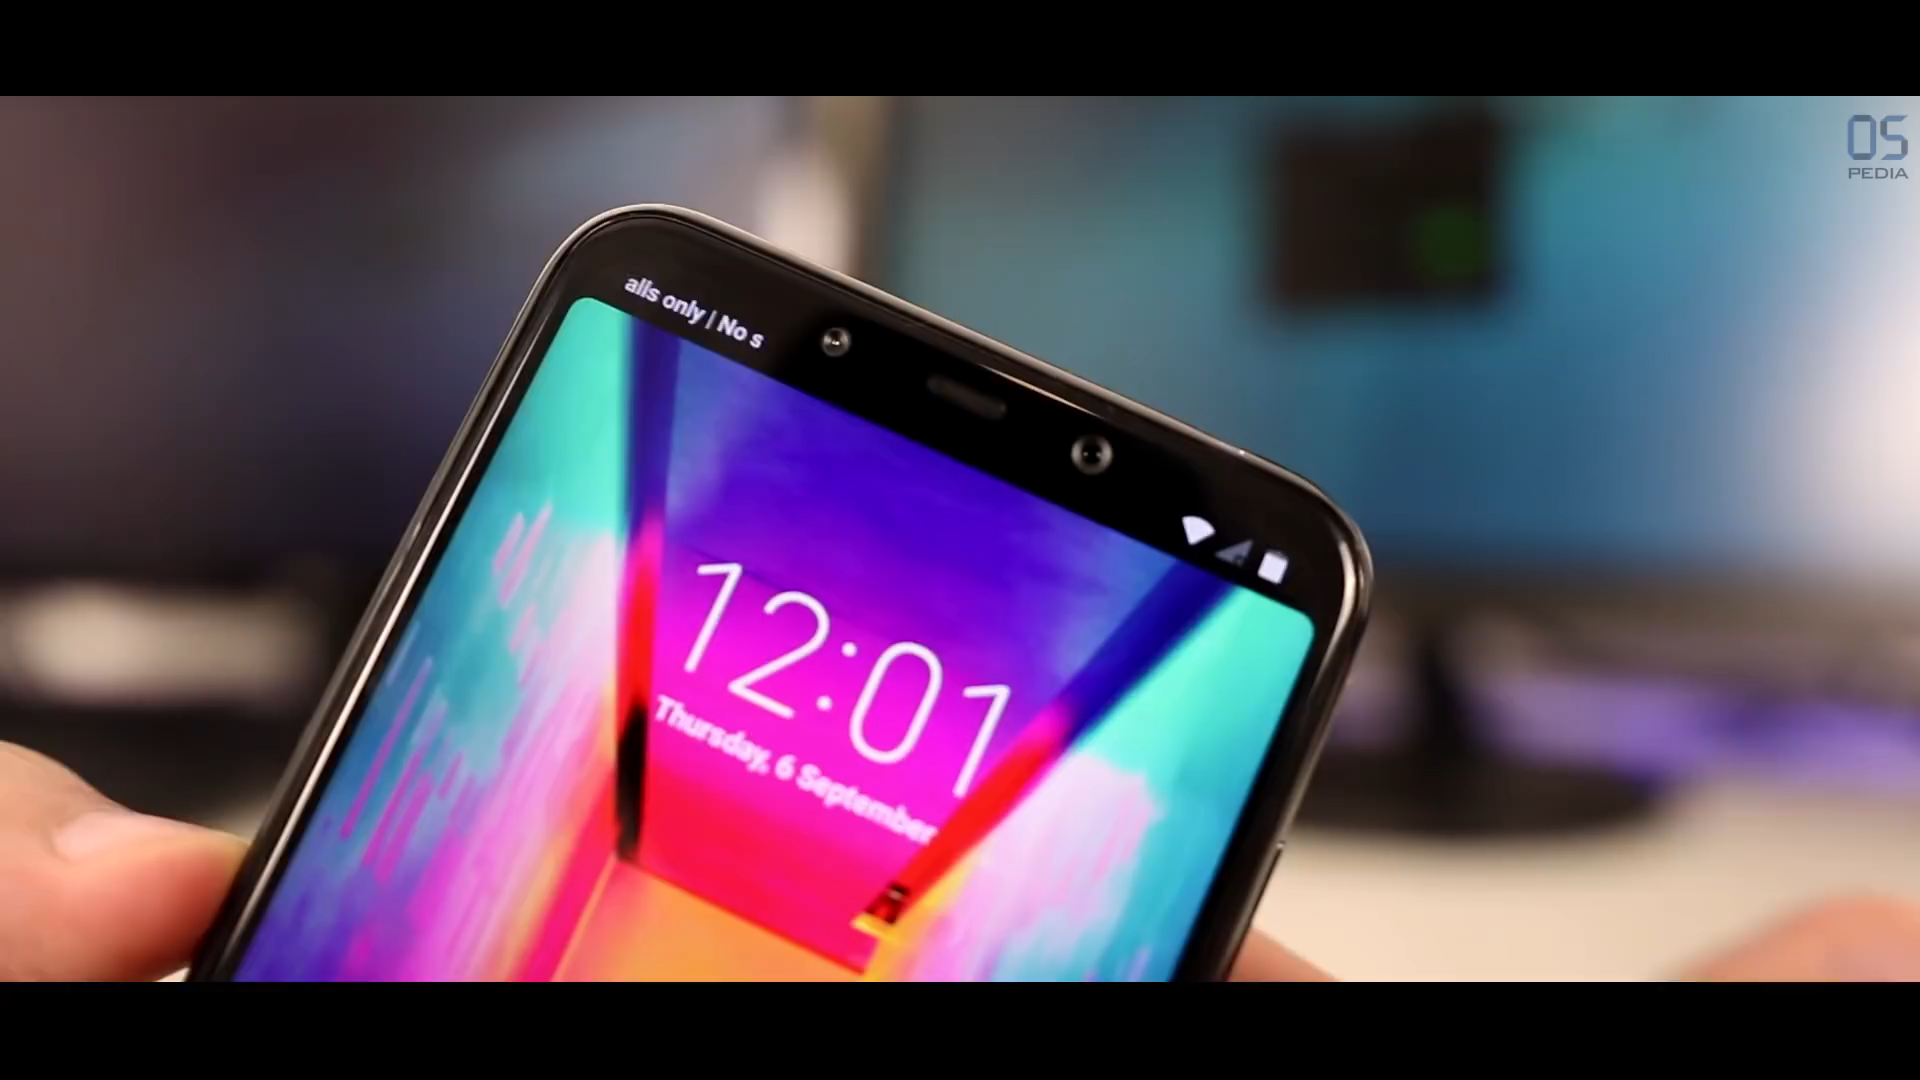 OS
PEDIA
alls only | No s
12:01
Thursday, 6 September